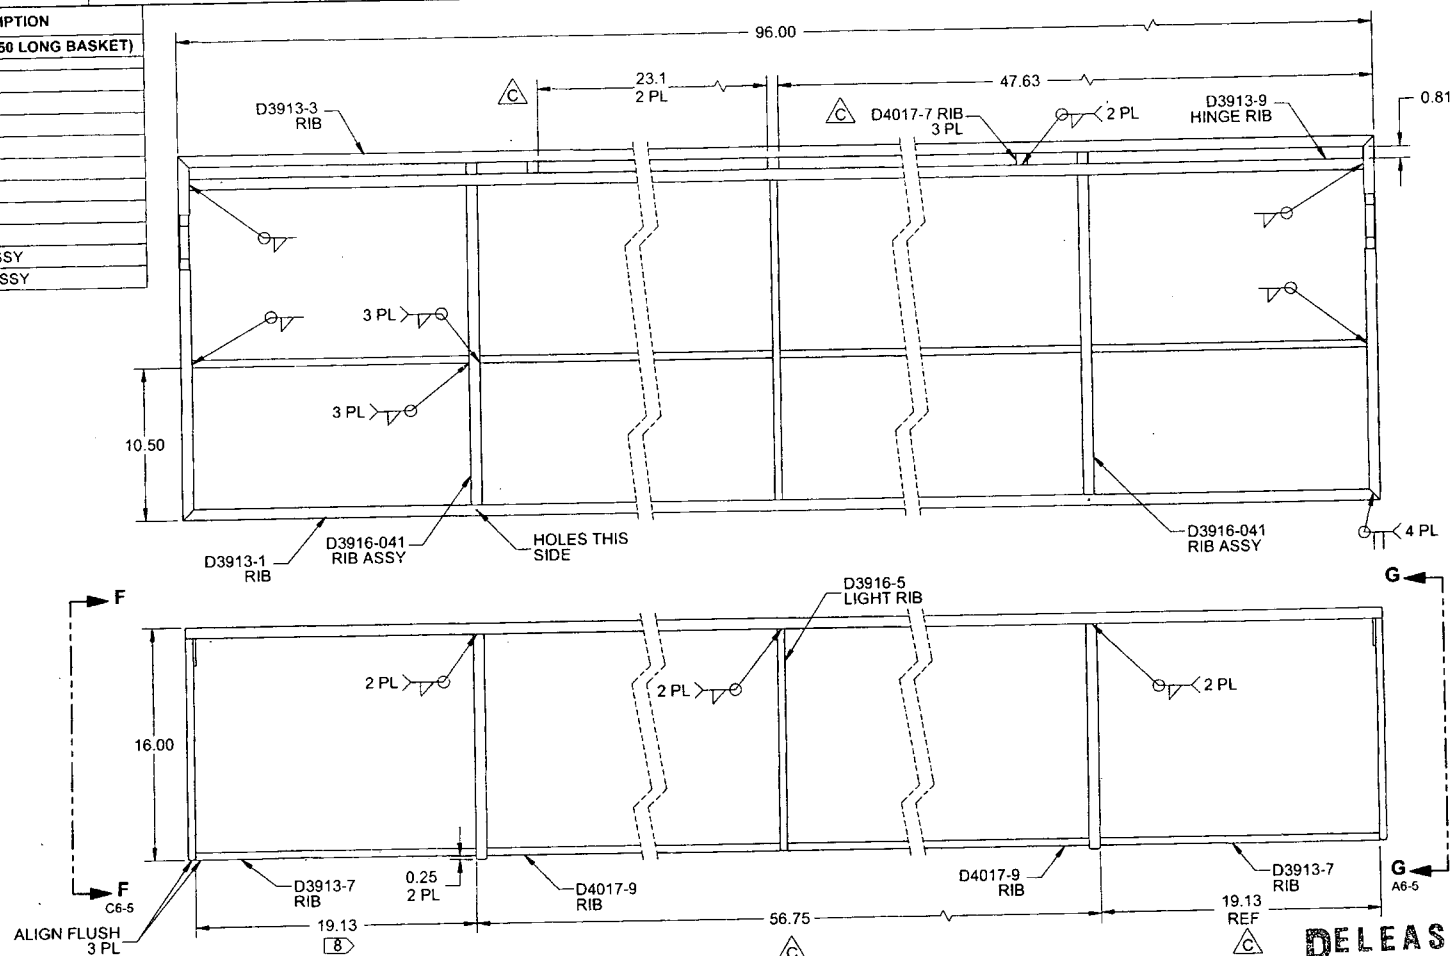 IPTION
50 LONG BASKET)
SSY
SSY
96.00
23.1
2 PL
47.63
C
C
0.81
D3913-3
RIB
D4017-7 RIB
3 PL
2 PL
D3913-9
HINGE RIB
3 PL
3 PL
10.50
D3913-1
RIB
D3916-041
RIB ASSY
HOLES THIS
SIDE
D3916-041
RIB ASSY
4 PL
F
D3916-5
LIGHT RIB
G
2 PL
2 PL
2 PL
16.00
F
C6-5
ALIGN FLUSH
3 PL
D3913-7
RIB
0.25
2 PL
D4017-9
RIB
D4017-9
RIB
D3913-7
RIB
G
A6-5
19.13
8
56.75
C
19.13
REF
C
DELEAS